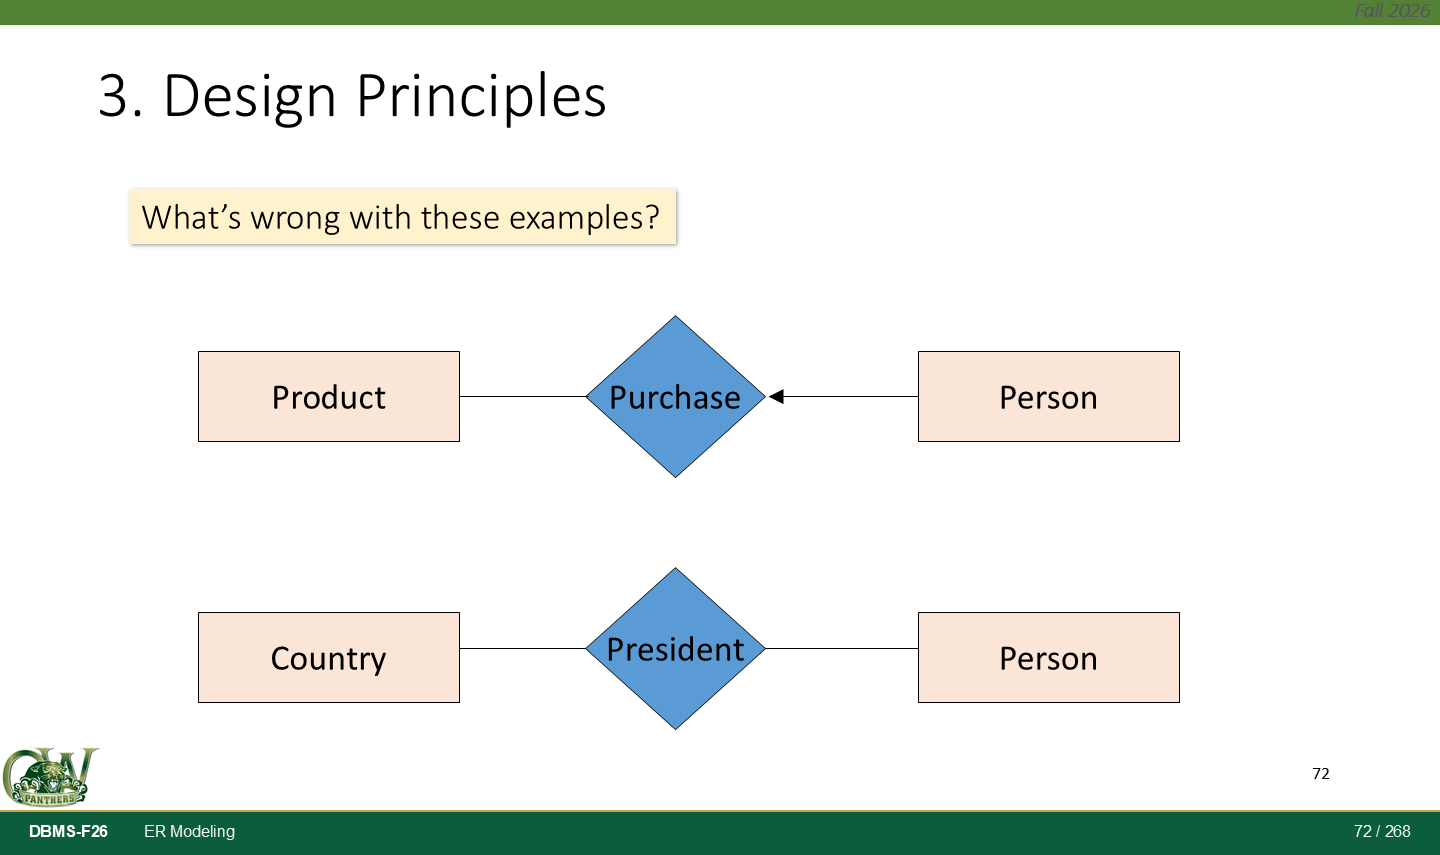 Fall 2026
3. Design Principles
What's wrong with these examples?
Product
Purchase
Person
Country
President
Person
OW
PANTHERS
72
DBMS-F26
ER Modeling
72 / 268